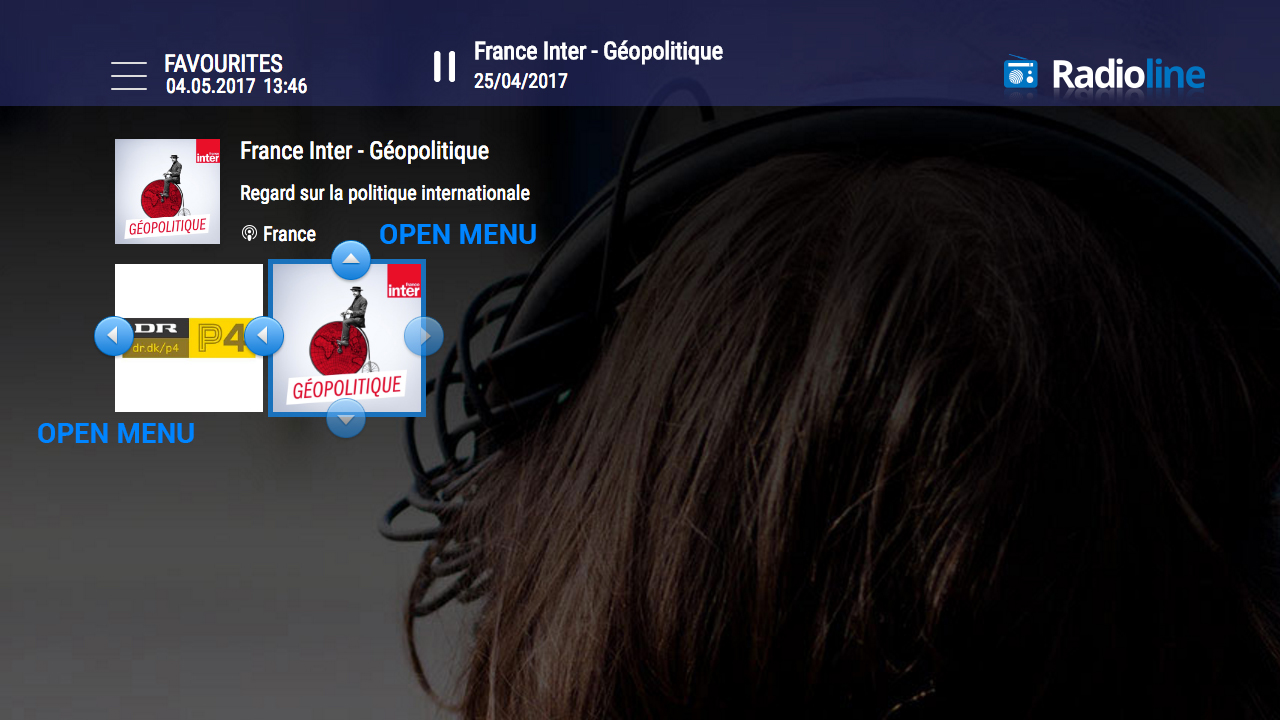 FAVOURITES
04.05.2017 13:46
France Inter - Géopolitique
25/04/2017
Radioline
france
inter
GÉOPOLITIQUE
France Inter - Géopolitique
Regard sur la politique internationale
France
OPEN MENU
DR
dr.dk/p4
P4
france
inter
GÉOPOLITIQUE
OPEN MENU